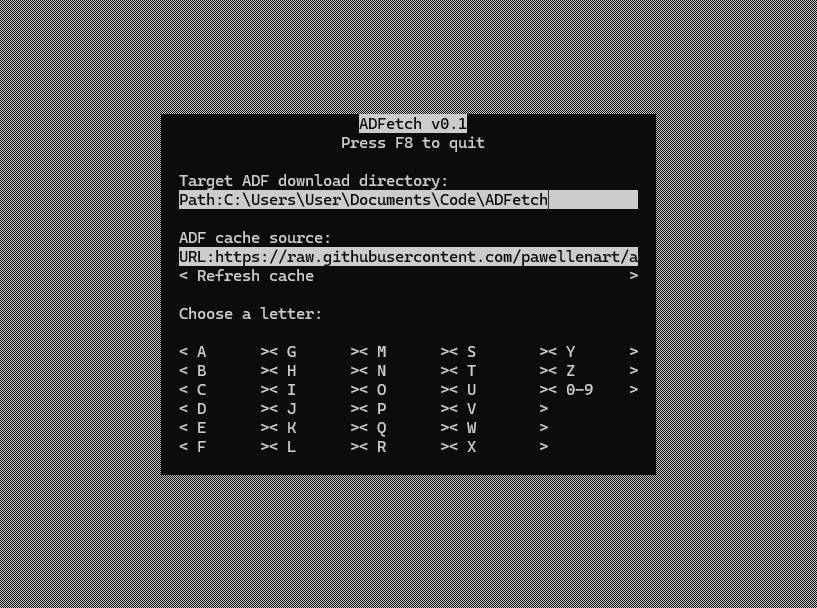 ADFetch v0.1
Press F8 to quit
Target ADF download directory:
Path:C:\Users\User\Documents\Code\ADFetch
ADF cache source:
URL:https://raw.githubusercontent.com/pawellenart/a
< Refresh cache >
Choose a letter:
< A >< G >< M >< S >< Y >
< B >< H >< N >< T >< Z >
< C >< I >< O >< U >< 0-9 >
< D >< J >< P >< V >
< E >< K >< Q >< W >
< F >< L >< R >< X >